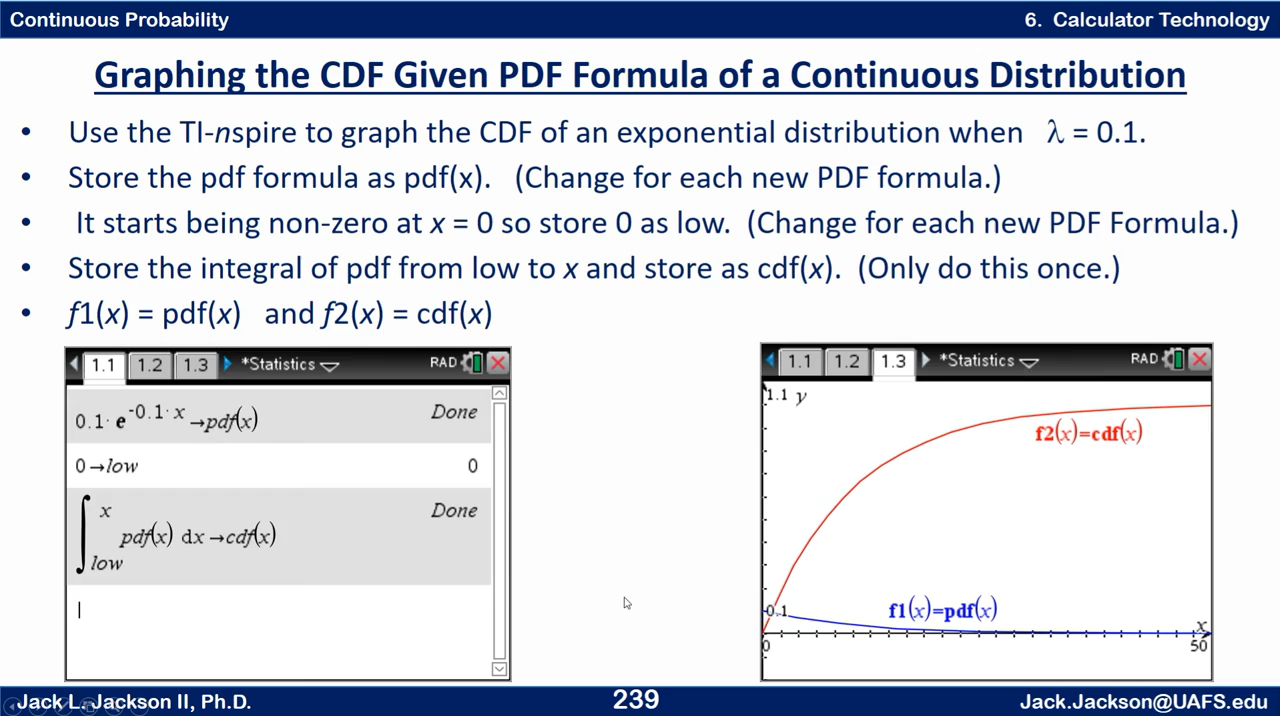 Continuous Probability
6. Calculator Technology
Graphing the CDF Given PDF Formula of a Continuous Distribution
• Use the TI-nspire to graph the CDF of an exponential distribution when λ = 0.1.
• Store the pdf formula as pdf(x). (Change for each new PDF formula.)
• It starts being non-zero at x = 0 so store 0 as low. (Change for each new PDF Formula.)
• Store the integral of pdf from low to x and store as cdf(x). (Only do this once.)
• f1(x) = pdf(x) and f2(x) = cdf(x)
1.1 1.2 1.3 *Statistics RAD
0.1·e^-0.1·x →pdf(x) Done
0→low 0
x
∫ pdf(x) dx→cdf(x) Done
low
1.1 1.2 1.3 *Statistics RAD
1.1 y
f2(x)=cdf(x)
0.1
f1(x)=pdf(x)
x
0 50
Jack L. Jackson II, Ph.D.
239
Jack.Jackson@UAFS.edu